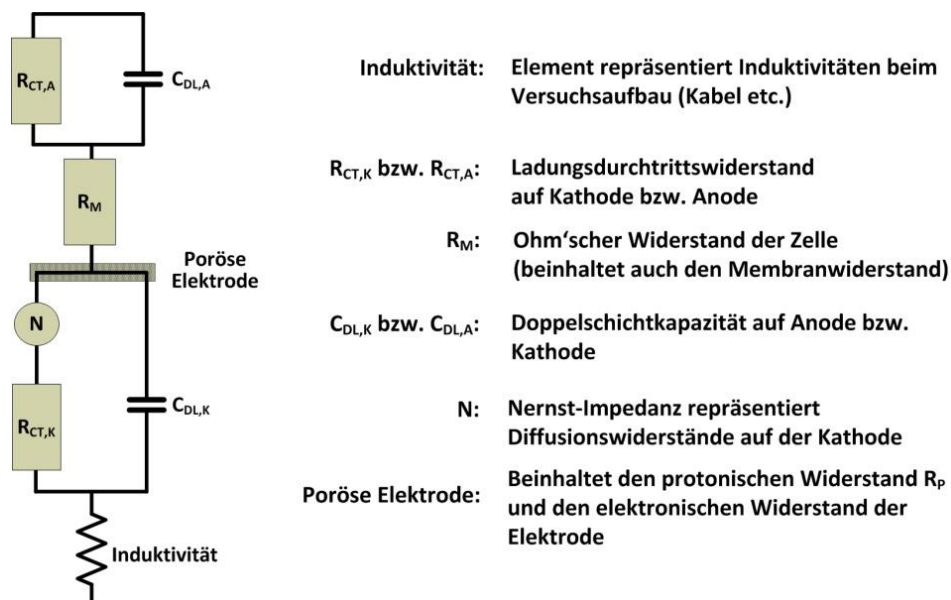 R_CT,A
C_DL,A
R_M
Poröse
Elektrode
N
R_CT,K
C_DL,K
Induktivität
Induktivität: Element repräsentiert Induktivitäten beim
Versuchsaufbau (Kabel etc.)
R_CT,K bzw. R_CT,A: Ladungsdurchtrittswiderstand
auf Kathode bzw. Anode
R_M: Ohm‘scher Widerstand der Zelle
(beinhaltet auch den Membranwiderstand)
C_DL,K bzw. C_DL,A: Doppelschichtkapazität auf Anode bzw.
Kathode
N: Nernst-Impedanz repräsentiert
Diffusionswiderstände auf der Kathode
Poröse Elektrode: Beinhaltet den protonischen Widerstand R_P
und den elektronischen Widerstand der
Elektrode